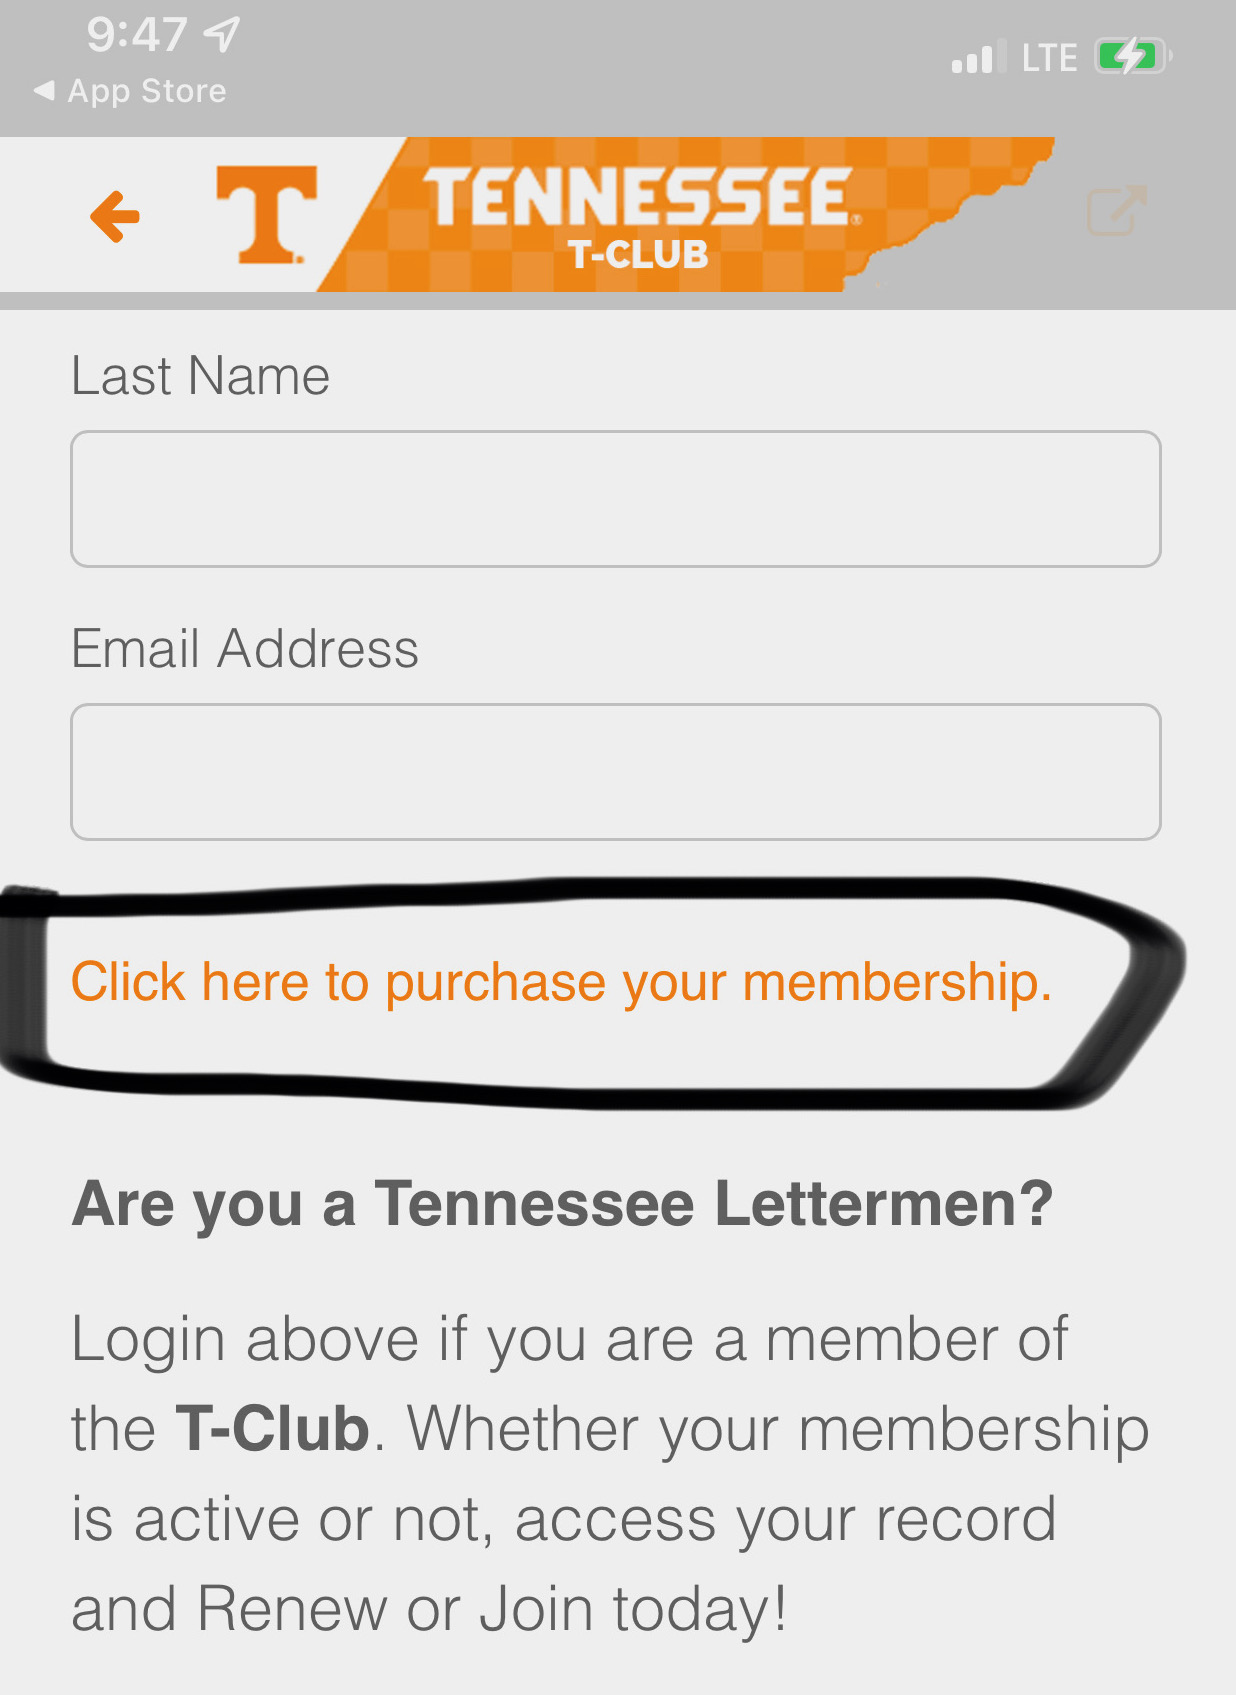 9:47
LTE
App Store
T
TENNESSEE®
T-CLUB
Last Name
Email Address
Click here to purchase your membership.
Are you a Tennessee Lettermen?
Login above if you are a member of
the T-Club. Whether your membership
is active or not, access your record
and Renew or Join today!